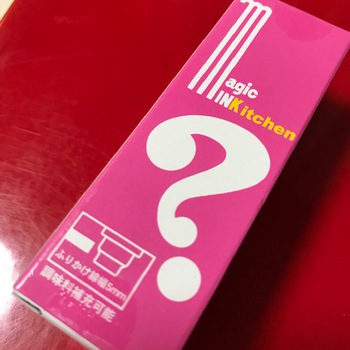 magic
INKitchen
?
ふりかけ線幅5mm
調味料補充可能